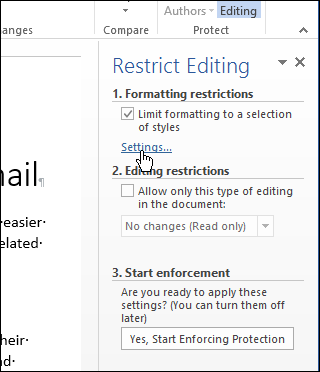 Authors Editing
anges
Compare Protect
Restrict Editing
1. Formatting restrictions
Limit formatting to a selection
of styles
Settings...
2. Editing restrictions
Allow only this type of editing
in the document:
No changes (Read only)
3. Start enforcement
Are you ready to apply these
settings? (You can turn them off
later)
Yes, Start Enforcing Protection
nail¶
easier·
elated·
heir·
nd·